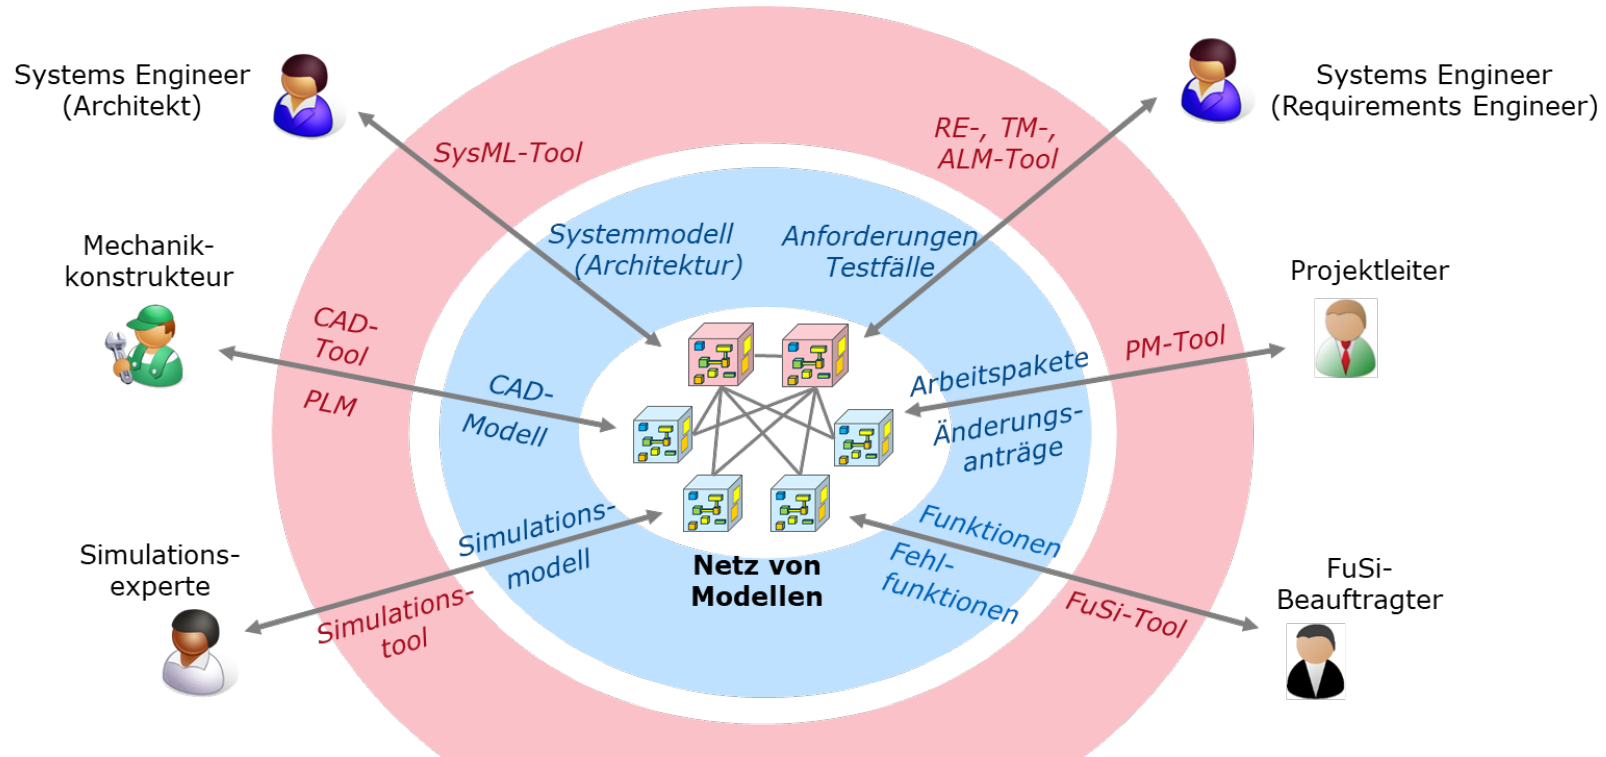 Systems Engineer
(Architekt)
SysML-Tool
RE-, TM-,
ALM-Tool
Systems Engineer
(Requirements Engineer)
Systemmodell
(Architektur)
Anforderungen
Testfälle
Mechanik-
konstrukteur
CAD-
Tool
PLM
CAD-
Modell
Arbeitspakete
Änderungs-
anträge
PM-Tool
Projektleiter
Simulations-
experte
Simulations-
tool
Simulations-
modell
Netz von
Modellen
Funktionen
Fehl-
funktionen
FuSi-Tool
FuSi-
Beauftragter